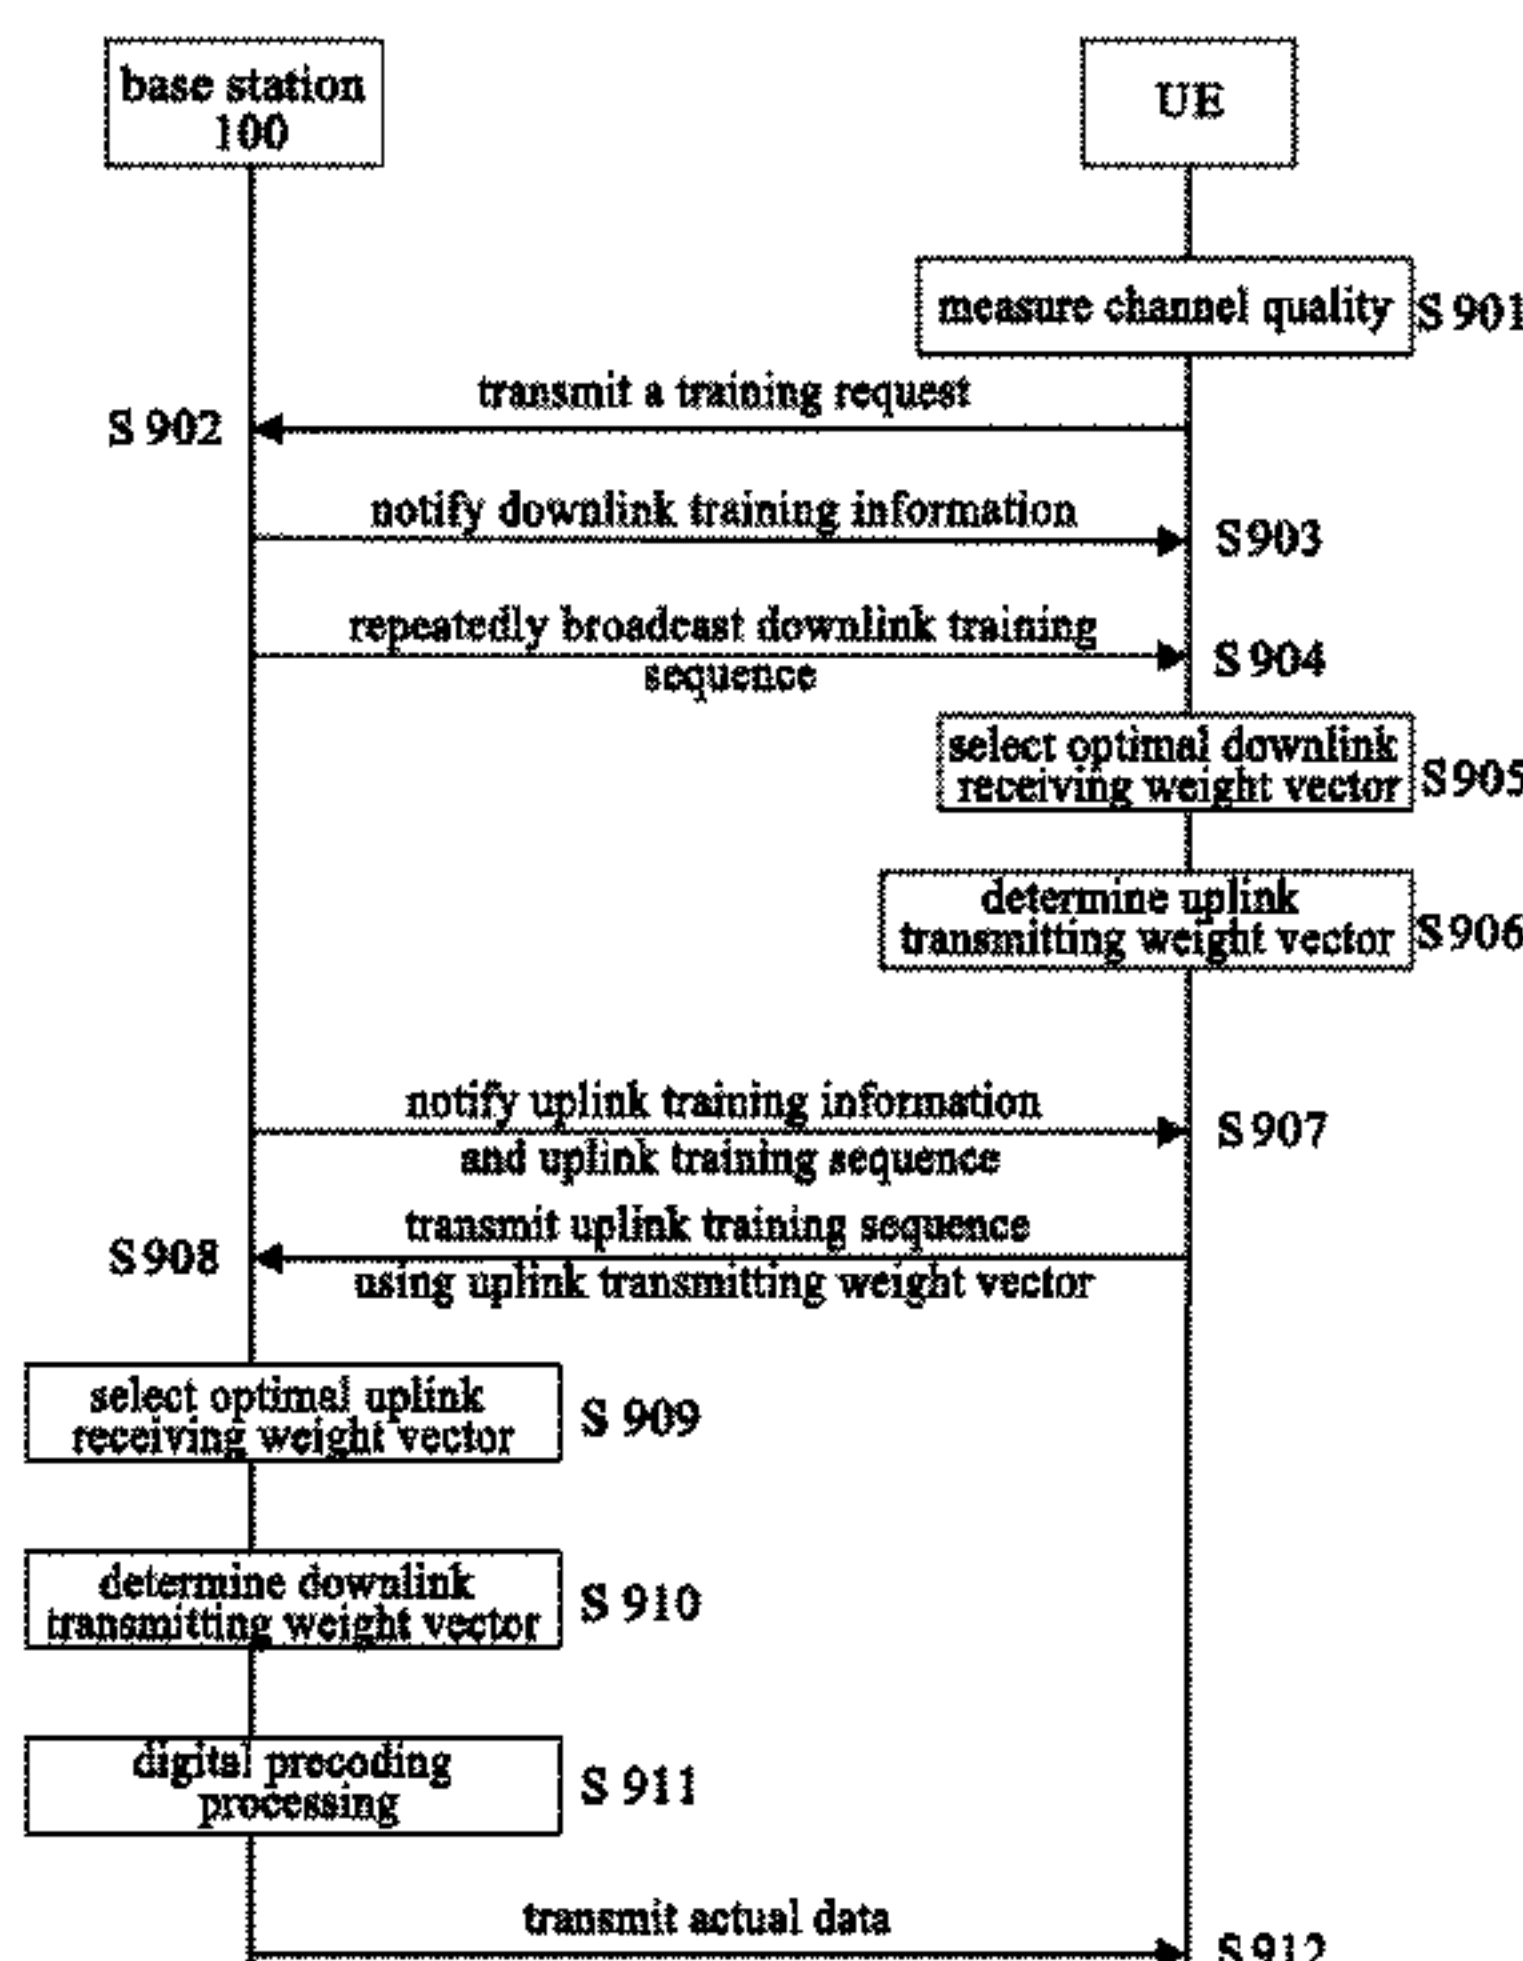 base station
100
UE
measure channel quality
S 901
transmit a training request
S 902
notify downlink training information
S903
repeatedly broadcast downlink training
sequence
S 904
select optimal downlink
receiving weight vector
S905
determine uplink
transmitting weight vector
S906
notify uplink training information
and uplink training sequence
S 907
transmit uplink training sequence
using uplink transmitting weight vector
S 908
select optimal uplink
receiving weight vector
S 909
determine downlink
transmitting weight vector
S 910
digital precoding
processing
S 911
transmit actual data
S 912